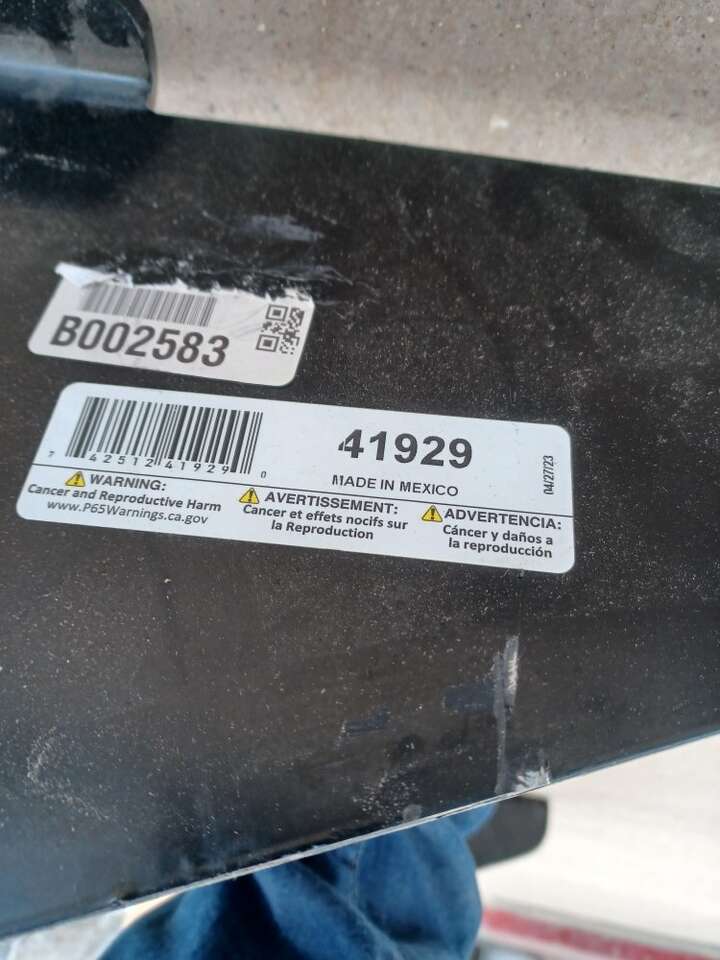 B002583
41929
7 42512 41929 0
MADE IN MEXICO
04/27/23
WARNING:
Cancer and Reproductive Harm
www.P65Warnings.ca.gov
AVERTISSEMENT:
Cancer et effets nocifs sur
la Reproduction
ADVERTENCIA:
Cáncer y daños a
la reproducción